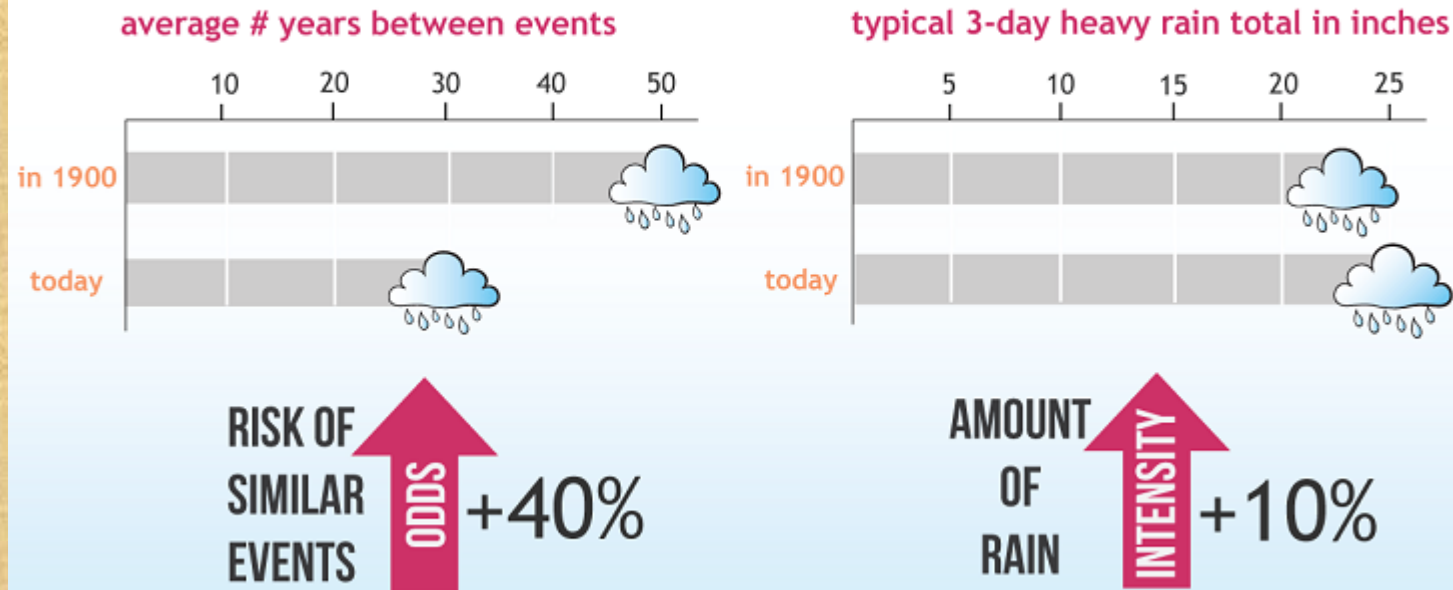 average # years between events
10 20 30 40 50
in 1900
today
RISK OF
SIMILAR
EVENTS
ODDS
+40%
typical 3-day heavy rain total in inches
5 10 15 20 25
in 1900
today
AMOUNT
OF
RAIN
INTENSITY
+10%